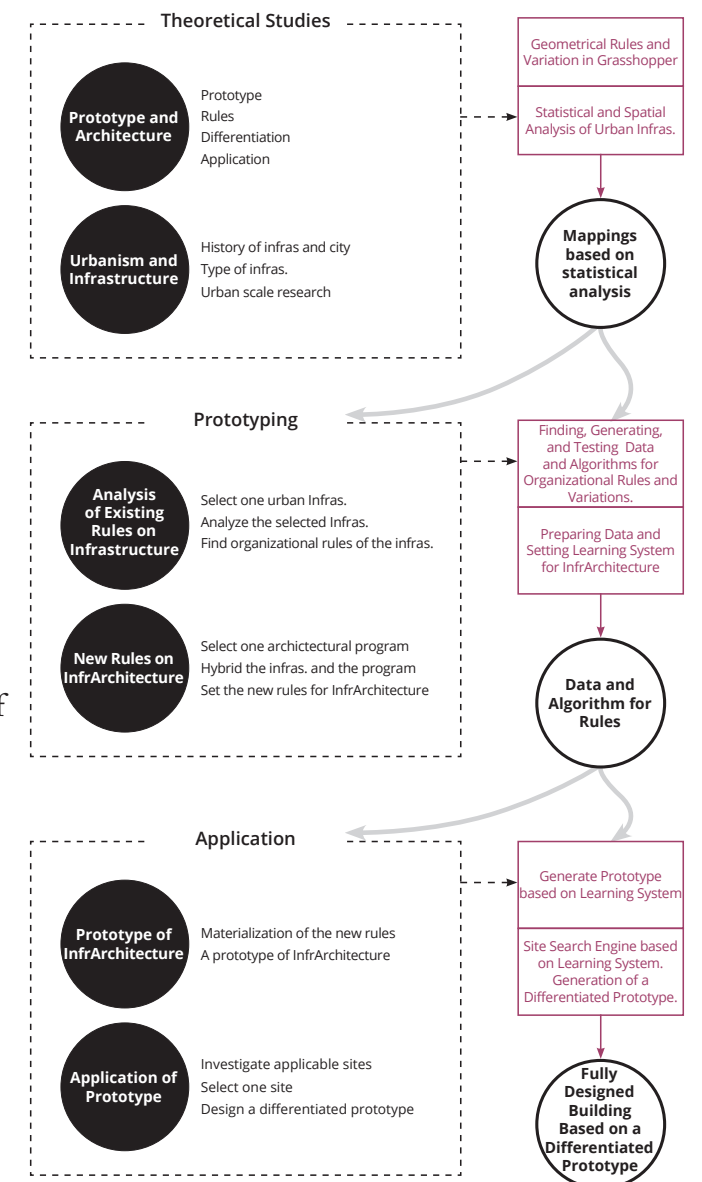 Theoretical Studies
Prototype and
Architecture
Prototype
Rules
Differentiation
Application
Urbanism and
Infrastructure
History of infras and city
Type of infras.
Urban scale research
Geometrical Rules and
Variation in Grasshopper
Statistical and Spatial
Analysis of Urban Infras.
Mappings
based on
statistical
analysis
Prototyping
Analysis
of Existing
Rules on
Infrastructure
Select one urban Infras.
Analyze the selected Infras.
Find organizational rules of the infras.
New Rules on
InfrArchitecture
Select one archictectural program
Hybrid the infras. and the program
Set the new rules for InfrArchitecture
f
Finding, Generating,
and Testing Data
and Algorithms for
Organizational Rules and
Variations.
Preparing Data and
Setting Learning System
for InfrArchitecture
Data and
Algorithm for
Rules
Application
Prototype of
InfrArchitecture
Materialization of the new rules
A prototype of InfrArchitecture
Application of
Prototype
Investigate applicable sites
Select one site
Design a differentiated prototype
Generate Prototype
based on Learning System
Site Search Engine based
on Learning System.
Generation of a
Differentiated Prototype.
Fully
Designed
Building
Based on a
Differentiated
Prototype